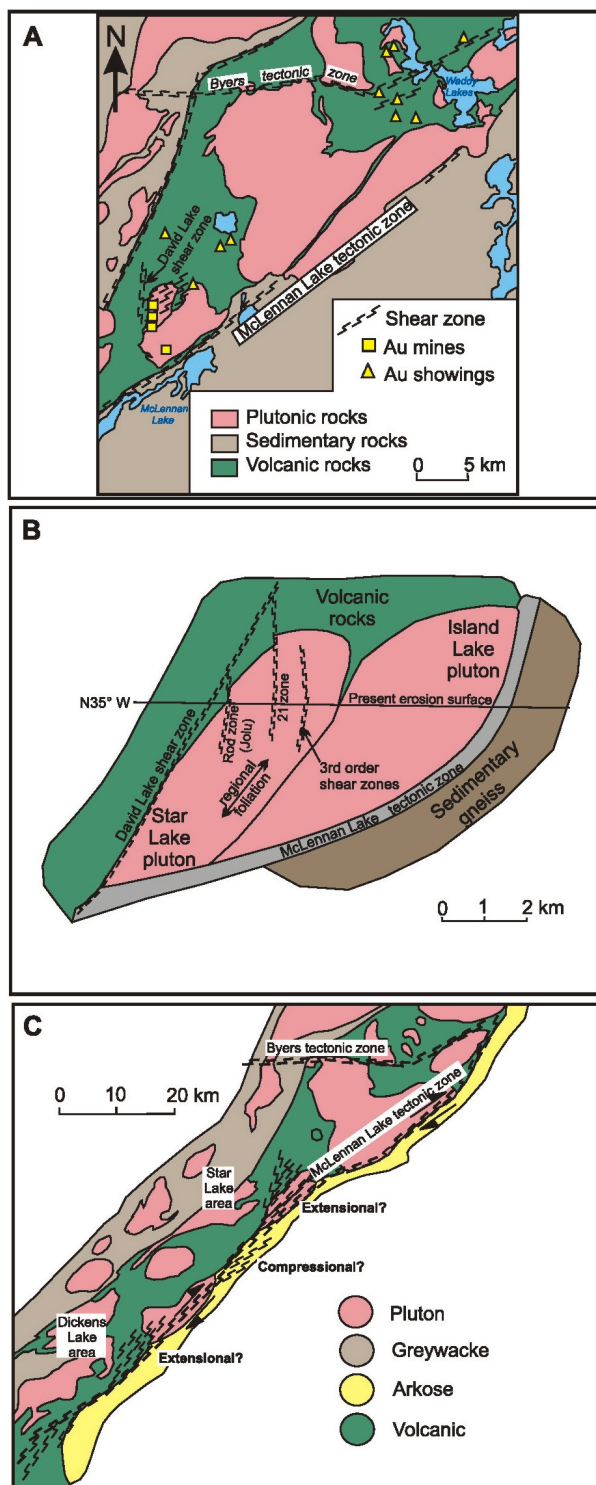 A
N
Byers tectonic zone
Waddy
Lakes
David Lake
shear zone
McLennan Lake tectonic zone
McLennan
Lake
Shear zone
Au mines
Au showings
Plutonic rocks
Sedimentary rocks
Volcanic rocks
0 5 km
B
Volcanic
rocks
Island
Lake
pluton
N35° W
Present erosion surface
David Lake shear zone
Rod zone
(Jolu)
21 zone
3rd order
shear zones
regional
foliation
Star
Lake
pluton
McLennan Lake tectonic zone
Sedimentary
gneiss
0 1 2 km
C
Byers tectonic zone
0 10 20 km
McLennan Lake tectonic zone
Star
Lake
area
Extensional?
Compressional?
Dickens
Lake
area
Extensional?
Pluton
Greywacke
Arkose
Volcanic